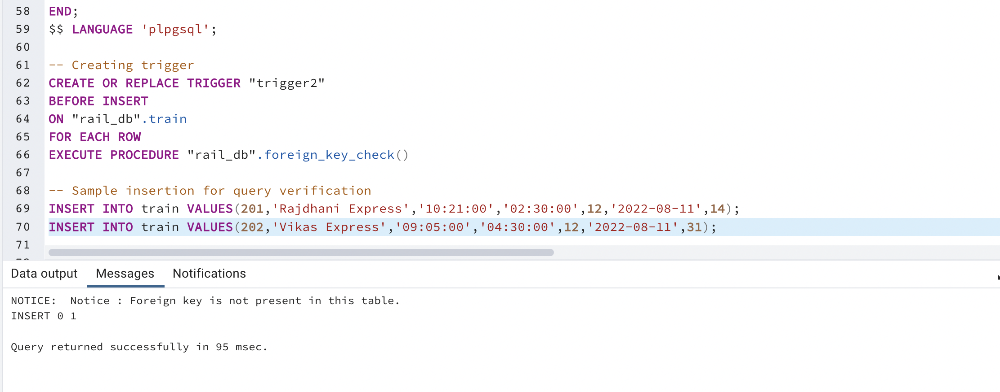 58 END;
59 $$ LANGUAGE 'plpgsql';
60
61 -- Creating trigger
62 CREATE OR REPLACE TRIGGER "trigger2"
63 BEFORE INSERT
64 ON "rail_db".train
65 FOR EACH ROW
66 EXECUTE PROCEDURE "rail_db".foreign_key_check()
67
68 -- Sample insertion for query verification
69 INSERT INTO train VALUES(201,'Rajdhani Express','10:21:00','02:30:00',12,'2022-08-11',14);
70 INSERT INTO train VALUES(202,'Vikas Express','09:05:00','04:30:00',12,'2022-08-11',31);
71
Data output Messages Notifications
NOTICE:  Notice : Foreign key is not present in this table.
INSERT 0 1
Query returned successfully in 95 msec.